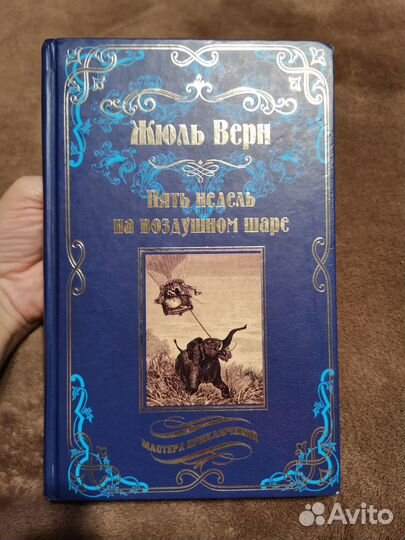 Жюль Верн
Пять недель
на воздушном шаре
МАСТЕРА ПРИКЛЮЧЕНИЙ
Avito